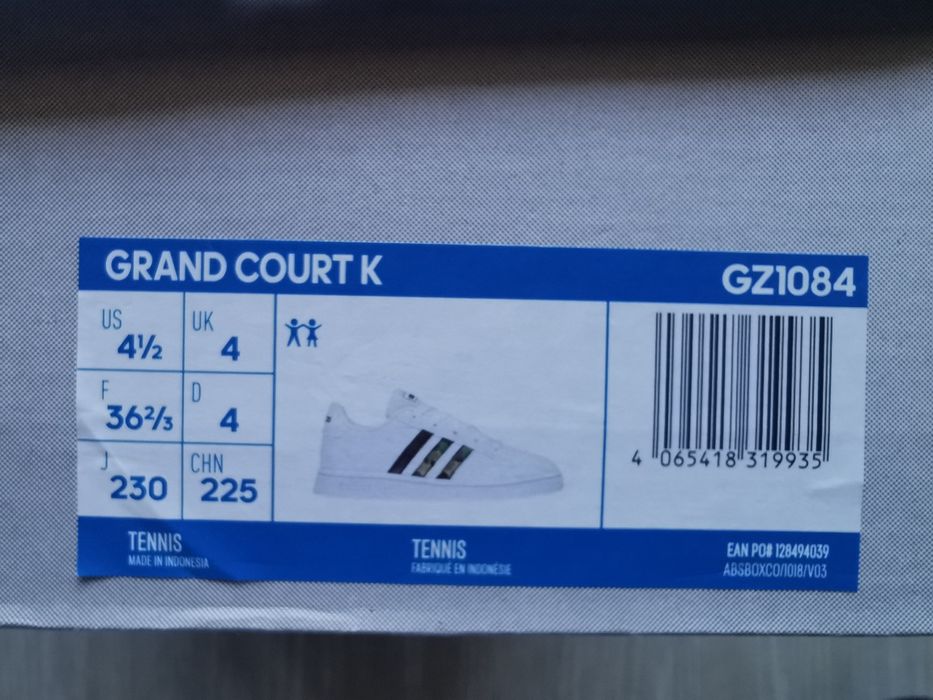 GRAND COURT K
GZ1084
US
4½
UK
4
F
36⅔
D
4
J
230
CHN
225
4 065418 319935
TENNIS
MADE IN INDONESIA
TENNIS
FABRIQUÉ EN INDONÉSIE
EAN PO# 128494039
ABSBOXCO/1018/V03